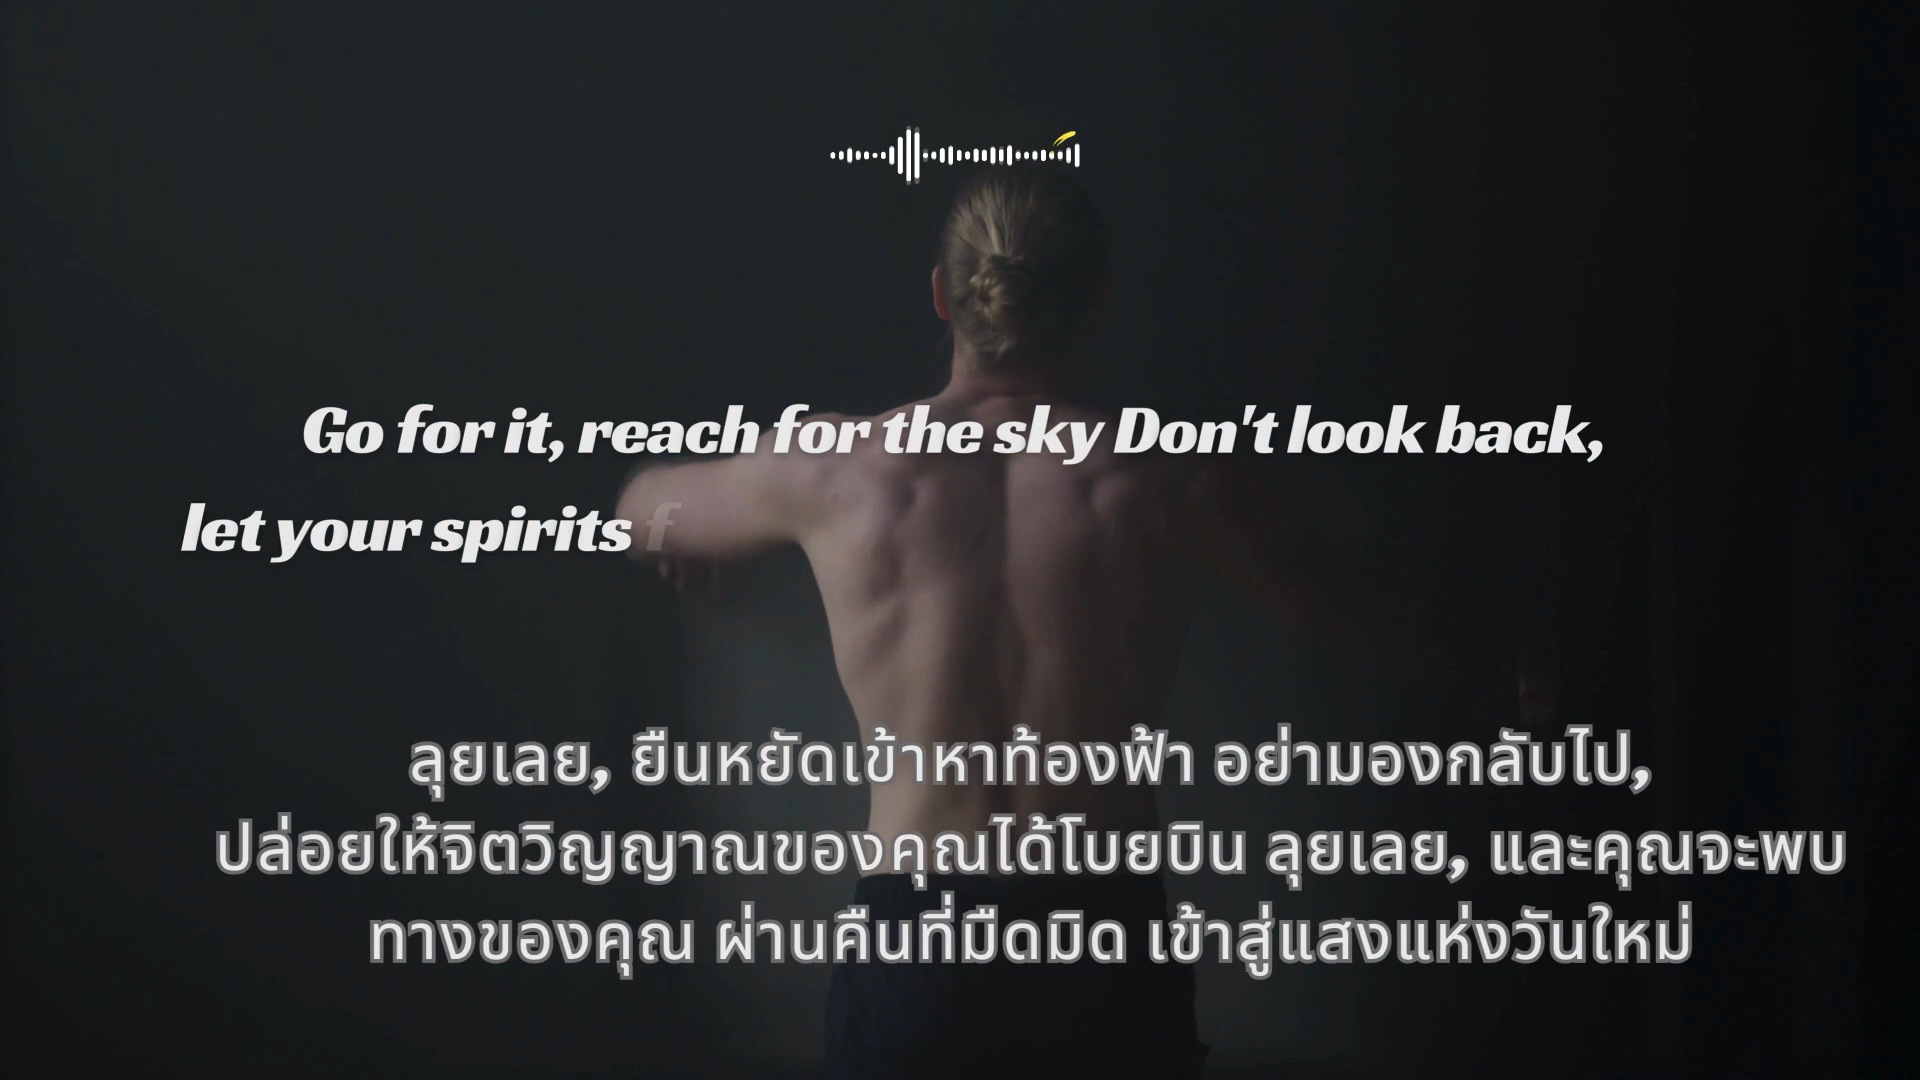 Go for it, reach for the sky Don't look back,
let your spirits f
ลุยเลย, ยืนหยัดเข้าหาท้องฟ้า อย่ามองกลับไป,
ปล่อยให้จิตวิญญาณของคุณได้โบยบิน ลุยเลย, และคุณจะพบ
ทางของคุณ ผ่านคืนที่มืดมิด เข้าสู่แสงแห่งวันใหม่